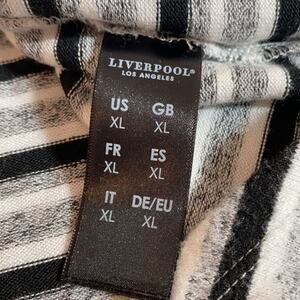 LIVERPOOL®
LOS ANGELES
US GB
XL XL
FR ES
XL XL
IT DE/EU
XL XL